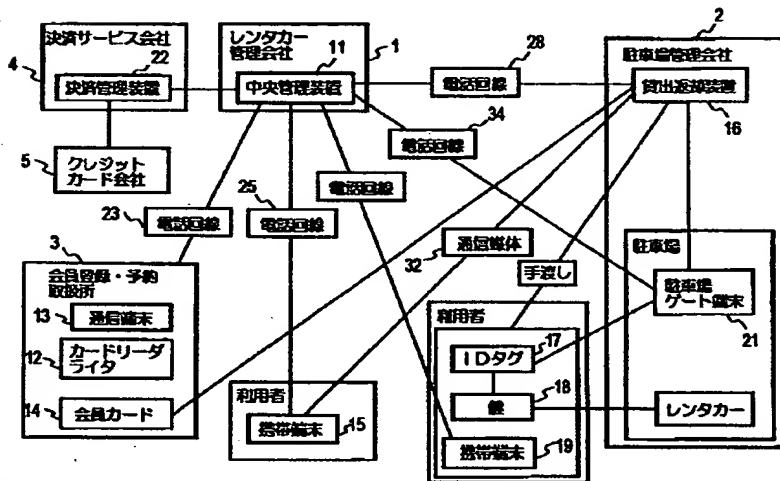 決済サービス会社
22
決済管理装置
4
5
クレジット
カード会社
レンタカー
管理会社
11
1
中央管理装置
28
電話回線
34
電話回線
電話回線
23
電話回線
25
電話回線
2
駐車場管理会社
貸出返却装置
16
32
通信媒体
手渡し
3
会員登録・予約
取扱所
13
通信端末
12
カードリーダ
ライタ
14
会員カード
利用者
携帯端末
15
利用者
IDタグ
17
鍵
18
携帯端末
19
駐車場
駐車場
ゲート端末
21
レンタカー